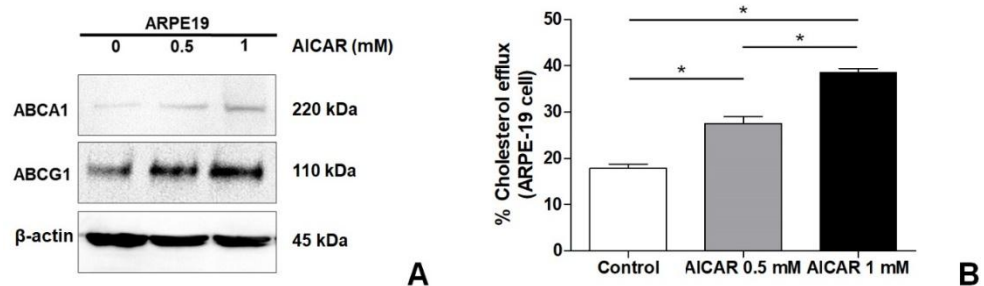 ARPE19
0 0.5 1 AICAR (mM)
ABCA1 220 kDa
ABCG1 110 kDa
β-actin 45 kDa
A
% Cholesterol efflux
(ARPE-19 cell)
50
40
30
20
10
0
*
*
*
Control AICAR 0.5 mM AICAR 1 mM
B